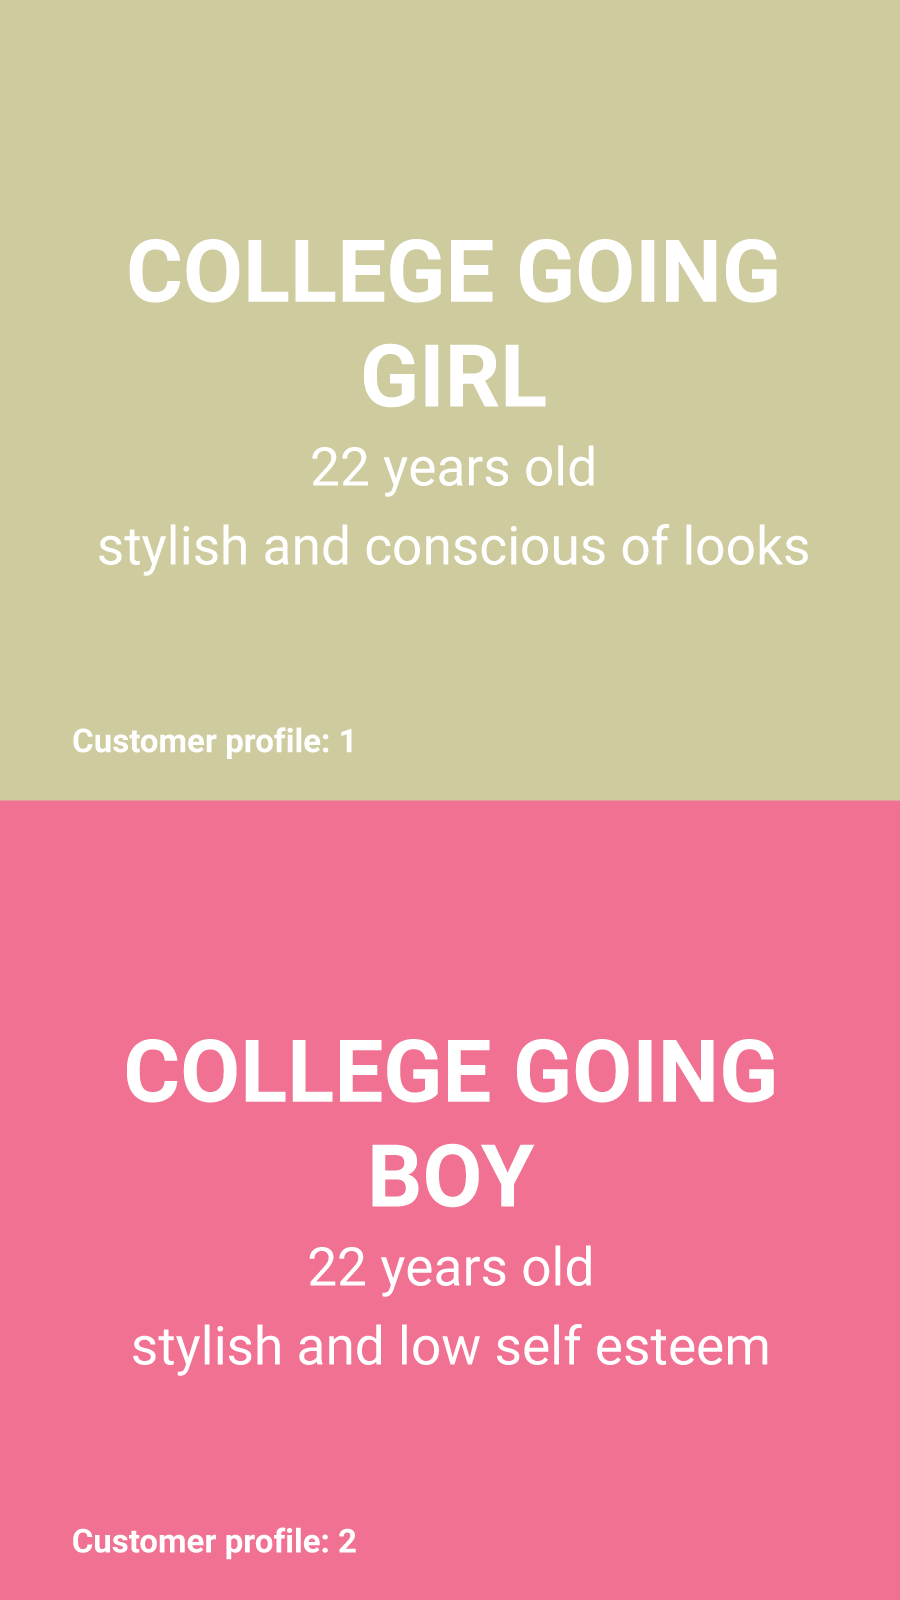 COLLEGE GOING
GIRL
22 years old
stylish and conscious of looks
Customer profile: 1
COLLEGE GOING
BOY
22 years old
stylish and low self esteem
Customer profile: 2